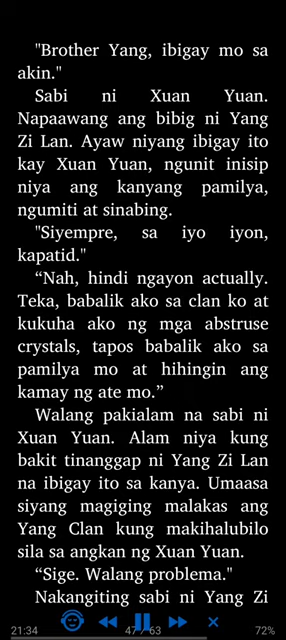 "Brother Yang, ibigay mo sa
akin."
Sabi ni Xuan Yuan.
Napaawang ang bibig ni Yang
Zi Lan. Ayaw niyang ibigay ito
kay Xuan Yuan, ngunit inisip
niya ang kanyang pamilya,
ngumiti at sinabing.
"Siyempre, sa iyo iyon,
kapatid."
“Nah, hindi ngayon actually.
Teka, babalik ako sa clan ko at
kukuha ako ng mga abstruse
crystals, tapos babalik ako sa
pamilya mo at hihingin ang
kamay ng ate mo.”
Walang pakialam na sabi ni
Xuan Yuan. Alam niya kung
bakit tinanggap ni Yang Zi Lan
na ibigay ito sa kanya. Umaasa
siyang magiging malakas ang
Yang Clan kung makihalubilo
sila sa angkan ng Xuan Yuan.
“Sige. Walang problema."
Nakangiting sabi ni Yang Zi
21:34 47 / 63 72%